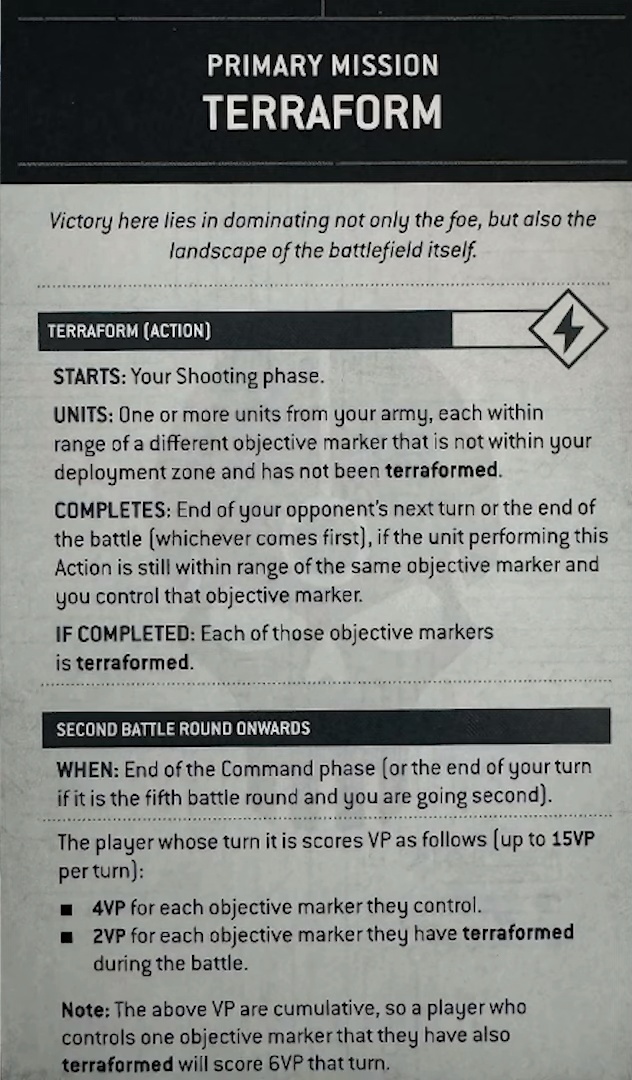 PRIMARY MISSION
TERRAFORM
Victory here lies in dominating not only the foe, but also the
landscape of the battlefield itself.
TERRAFORM (ACTION)
STARTS: Your Shooting phase.
UNITS: One or more units from your army, each within
range of a different objective marker that is not within your
deployment zone and has not been terraformed.
COMPLETES: End of your opponent's next turn or the end of
the battle (whichever comes first), if the unit performing this
Action is still within range of the same objective marker and
you control that objective marker.
IF COMPLETED: Each of those objective markers
is terraformed.
SECOND BATTLE ROUND ONWARDS
WHEN: End of the Command phase (or the end of your turn
if it is the fifth battle round and you are going second).
The player whose turn it is scores VP as follows (up to 15VP
per turn):
■ 4VP for each objective marker they control.
■ 2VP for each objective marker they have terraformed
during the battle.
Note: The above VP are cumulative, so a player who
controls one objective marker that they have also
terraformed will score 6VP that turn.